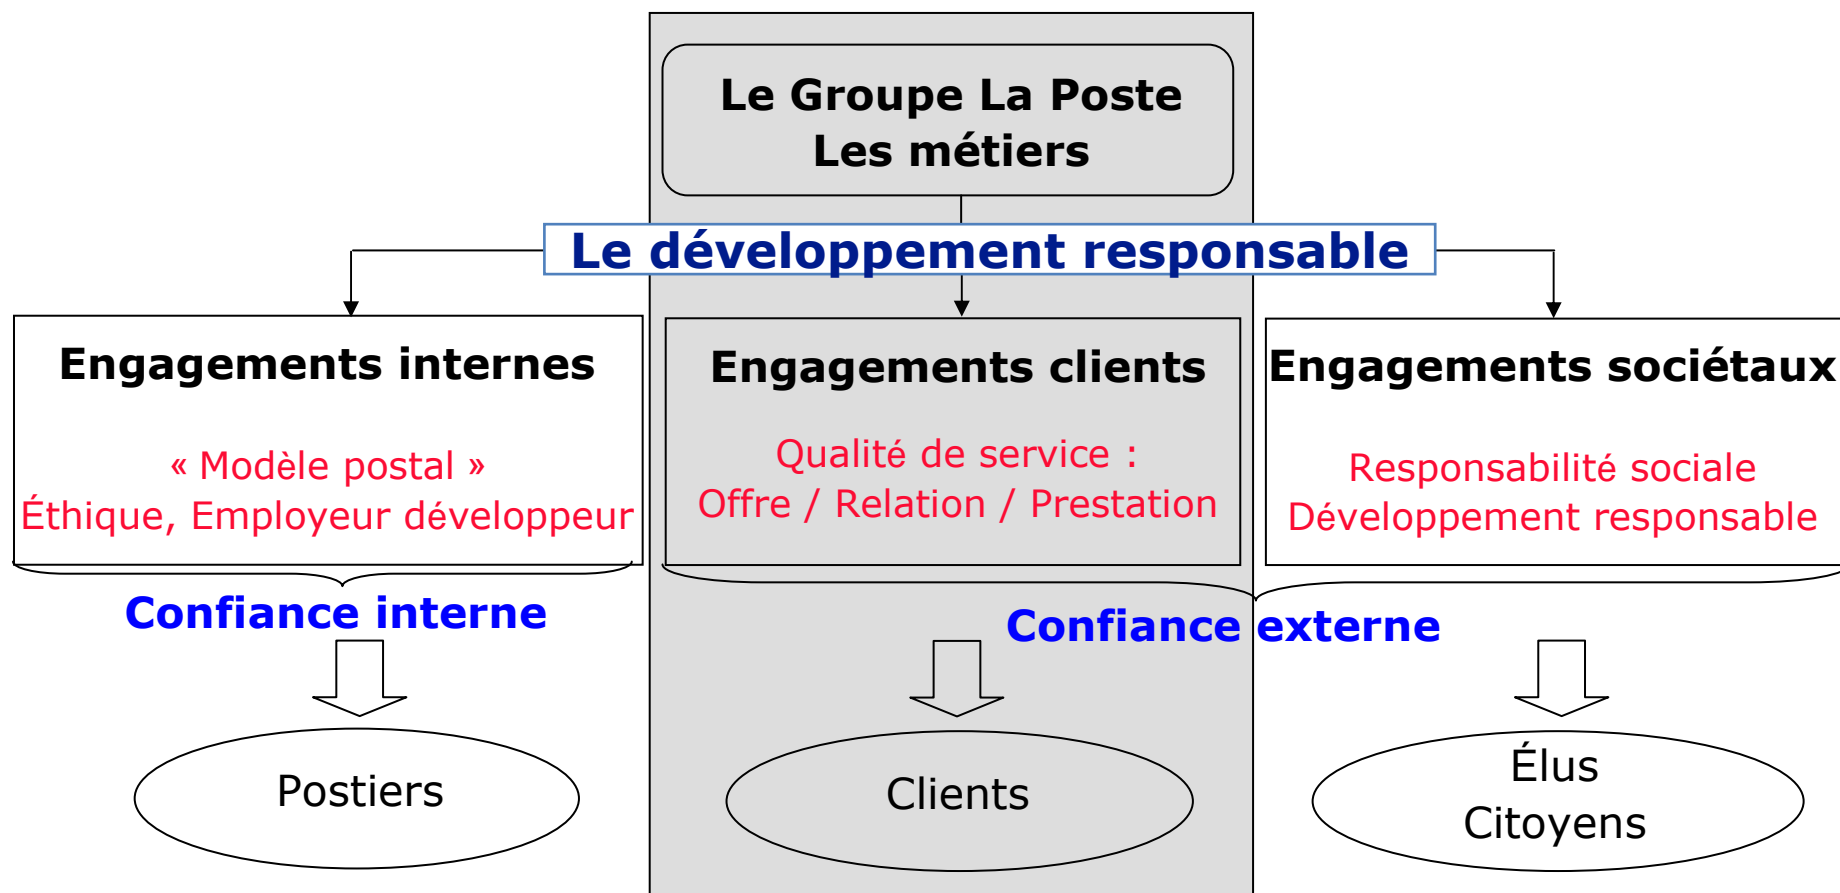 Le Groupe La Poste
Les métiers
Le développement responsable
Engagements internes
« Modèle postal »
Éthique, Employeur développeur
Engagements clients
Qualité de service :
Offre / Relation / Prestation
Engagements sociétaux
Responsabilité sociale
Développement responsable
Confiance interne
Confiance externe
Postiers
Clients
Élus
Citoyens